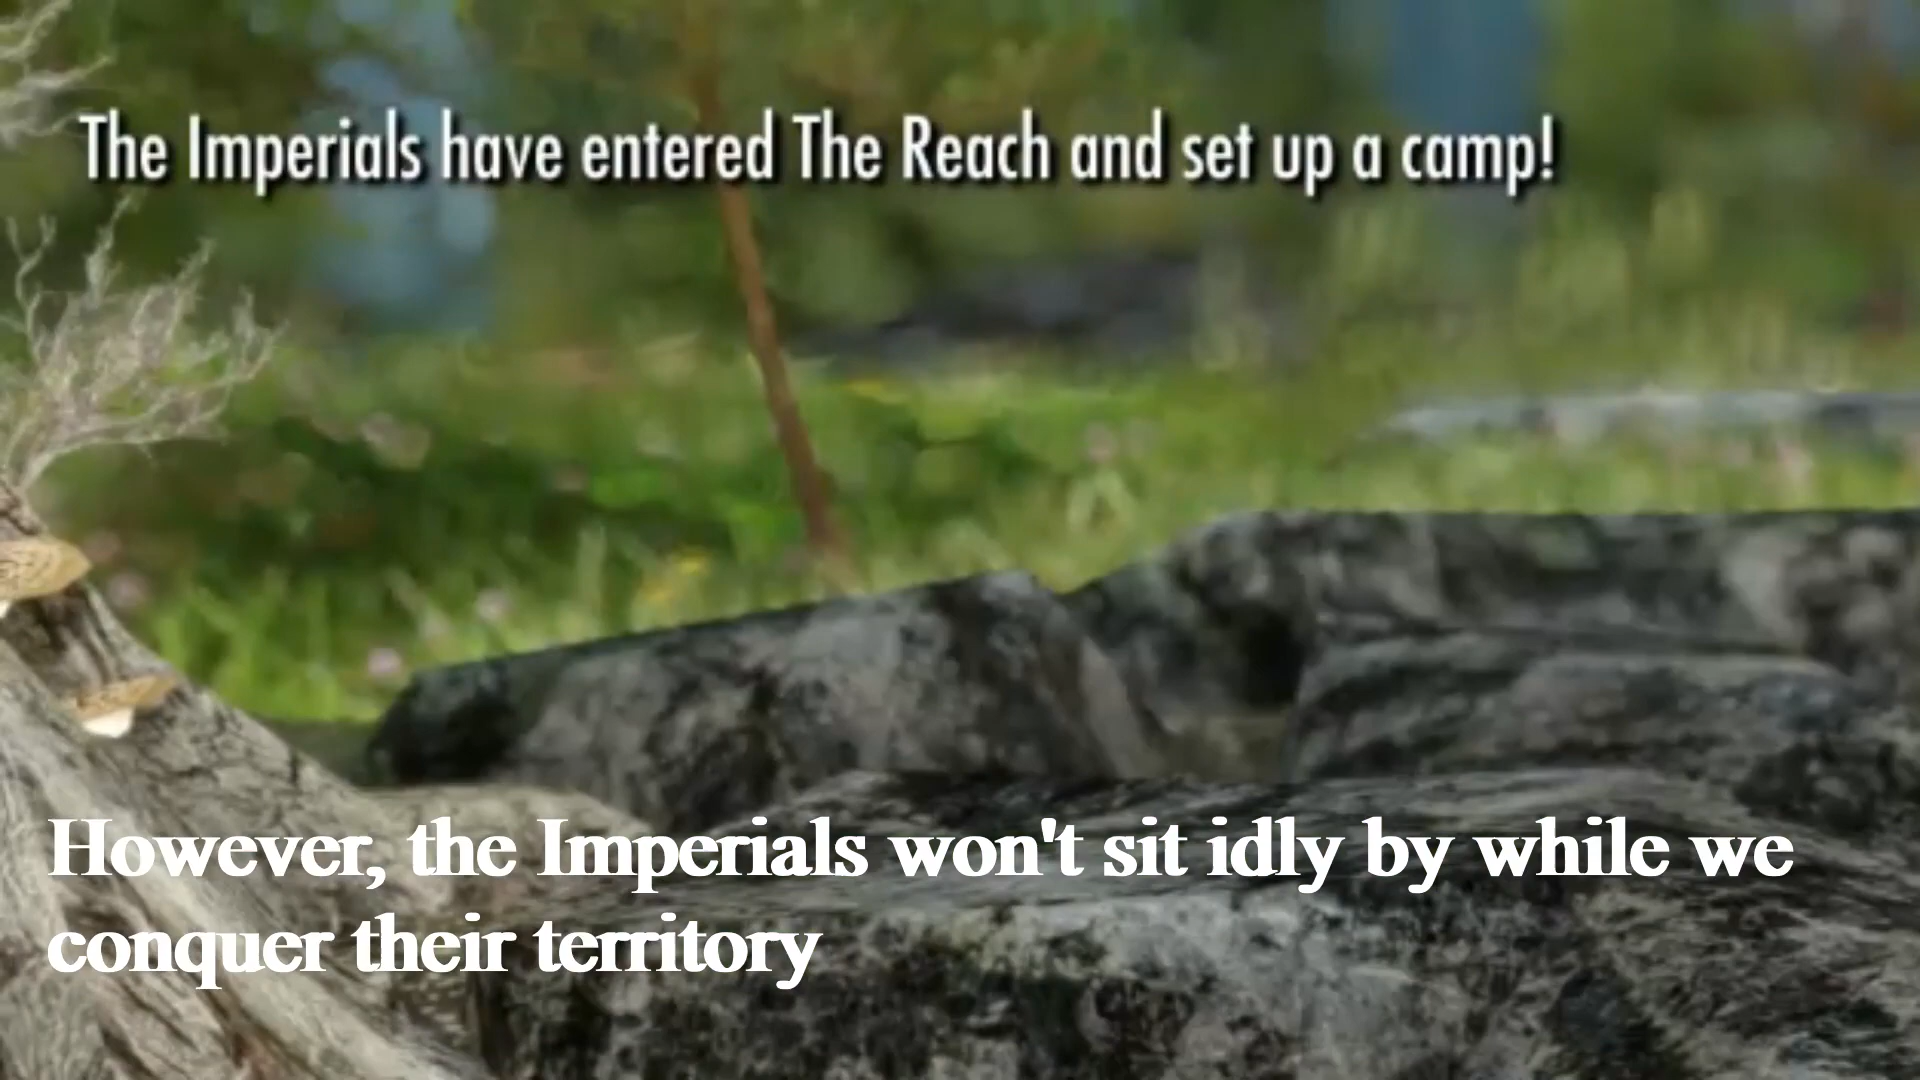 The Imperials have entered The Reach and set up a camp!
However, the Imperials won't sit idly by while we
conquer their territory